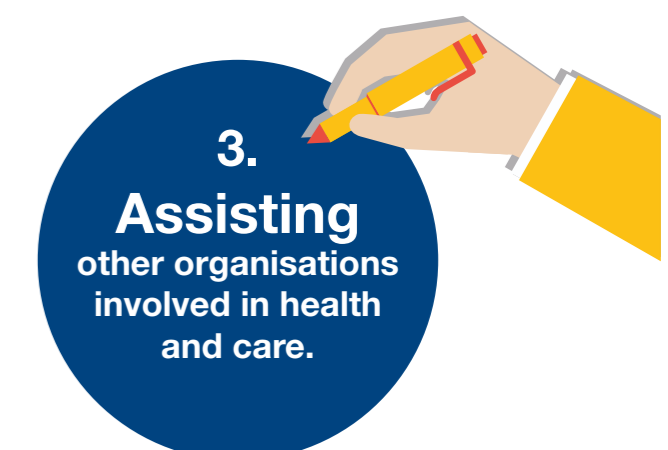 3.
Assisting
other organisations
involved in health
and care.